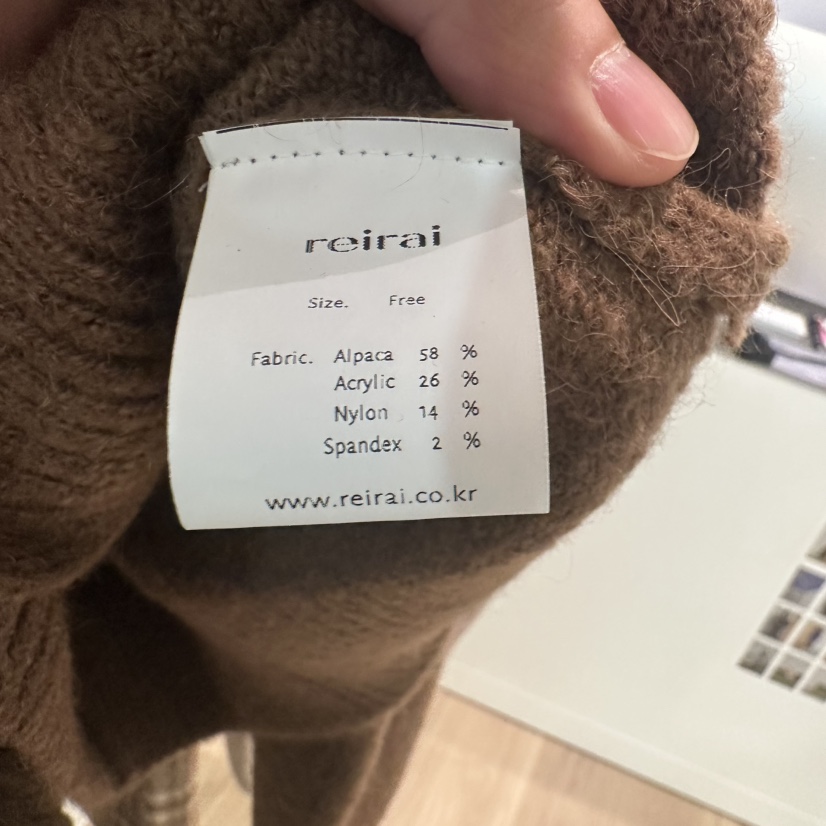 reirai
Size. Free
Fabric. Alpaca 58 %
Acrylic 26 %
Nylon 14 %
Spandex 2 %
www.reirai.co.kr